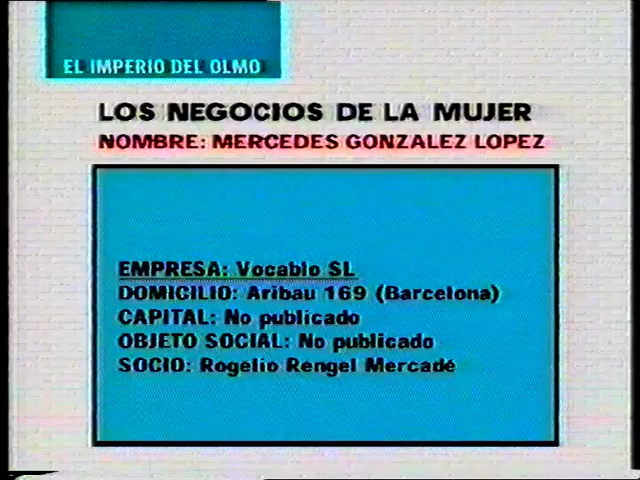 EL IMPERIO DEL OLMO
LOS NEGOCIOS DE LA MUJER
NOMBRE: MERCEDES GONZALEZ LOPEZ
EMPRESA: Vocablo SL
DOMICILIO: Aribau 169 (Barcelona)
CAPITAL: No publicado
OBJETO SOCIAL: No publicado
SOCIO: Rogelio Rengel Mercadé